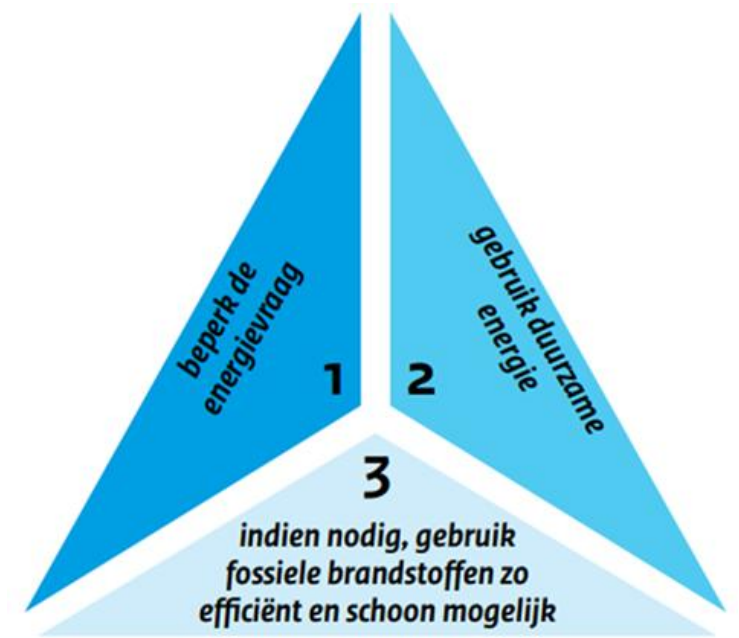 beperk de
energievraag
1
gebruik duurzame
energie
2
3
indien nodig, gebruik
fossiele brandstoffen zo
efficiënt en schoon mogelijk